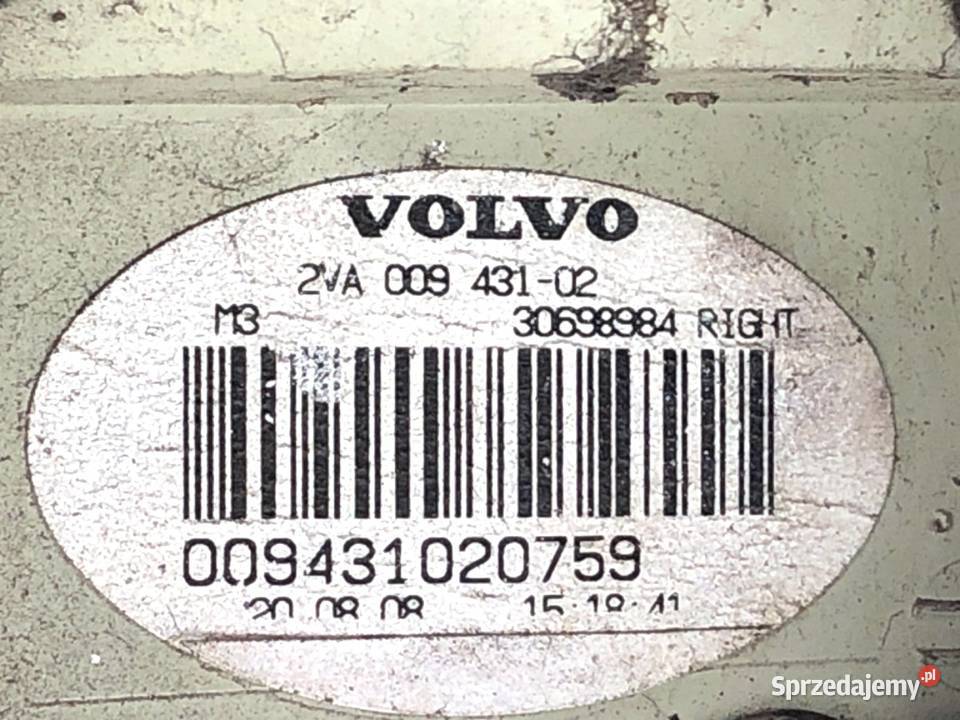 VOLVO
2VA 009 431-02
M3 30698984 RIGHT
009431020759
20.08.08 15:18:41
Sprzedajemy.pl